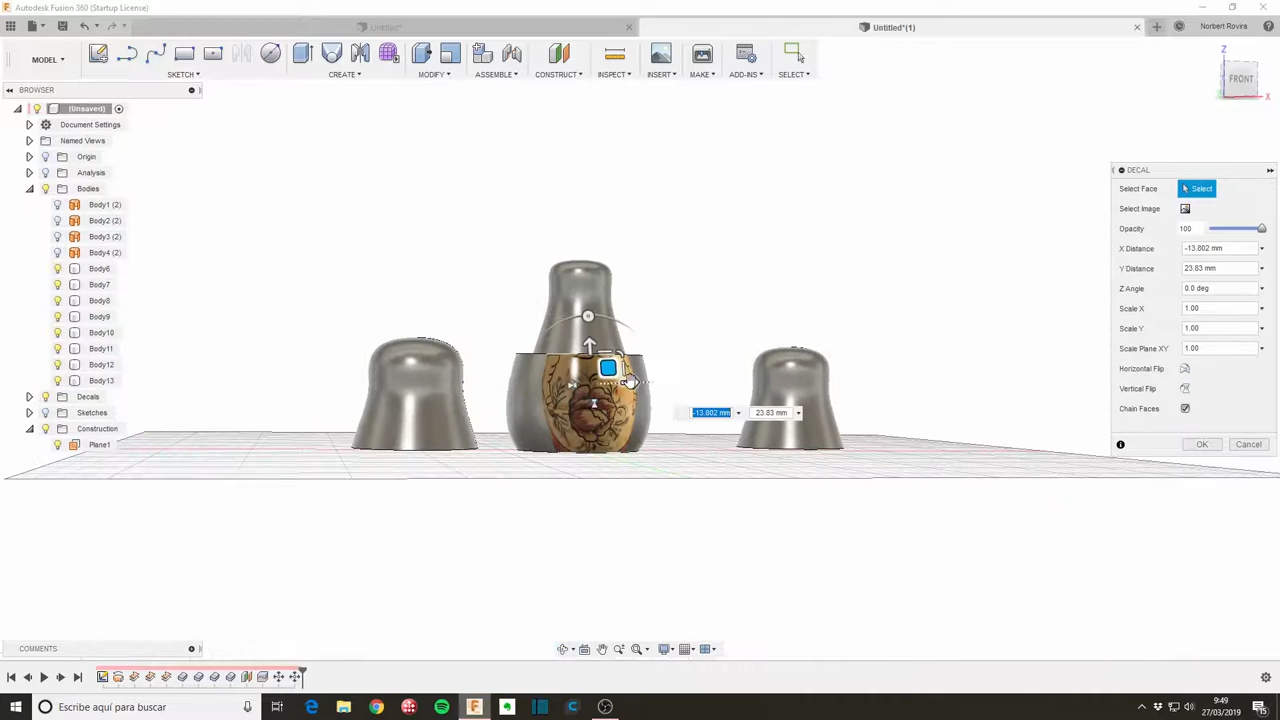 Autodesk Fusion 360 (Startup License)
Untitled*
Untitled*(1)
Norbert Rovira
MODEL
SKETCH
CREATE
MODIFY
ASSEMBLE
CONSTRUCT
INSPECT
INSERT
MAKE
ADD-INS
SELECT
Z
FRONT
X
BROWSER
(Unsaved)
Document Settings
Named Views
Origin
Analysis
Bodies
Body1 (2)
Body2 (2)
Body3 (2)
Body4 (2)
Body6
Body7
Body8
Body9
Body10
Body11
Body12
Body13
Decals
Sketches
Construction
Plane1
DECAL
Select Face Select
Select Image
Opacity 100
X Distance -13.802 mm
Y Distance 23.83 mm
Z Angle 0.0 deg
Scale X 1.00
Scale Y 1.00
Scale Plane XY 1.00
Horizontal Flip
Vertical Flip
Chain Faces
OK Cancel
-13.802 mm 23.83 mm
COMMENTS
Escribe aquí para buscar
9:49
27/03/2019
15